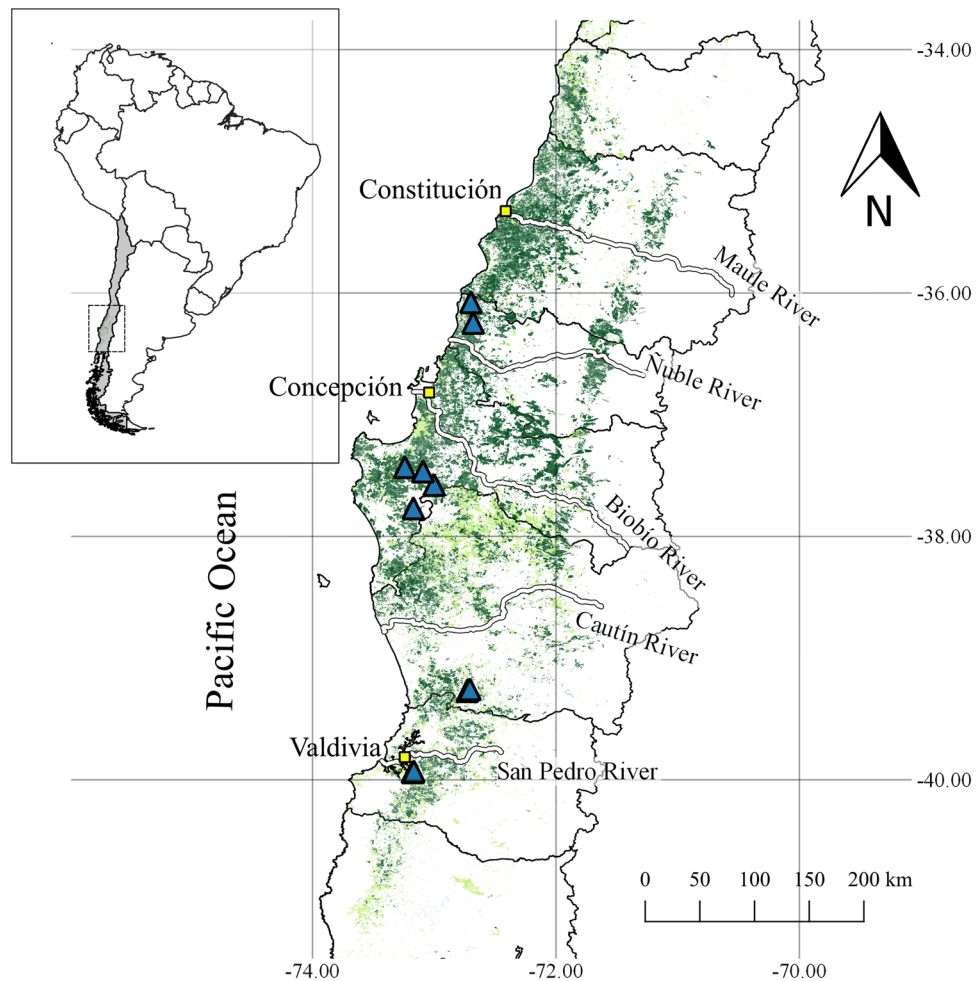 -34.00
Constitución
Maule River
-36.00
Ñuble River
Concepción
Pacific Ocean
Biobío River
-38.00
Cautín River
Valdivia
San Pedro River
-40.00
N
0 50 100 150 200 km
-74.00 -72.00 -70.00